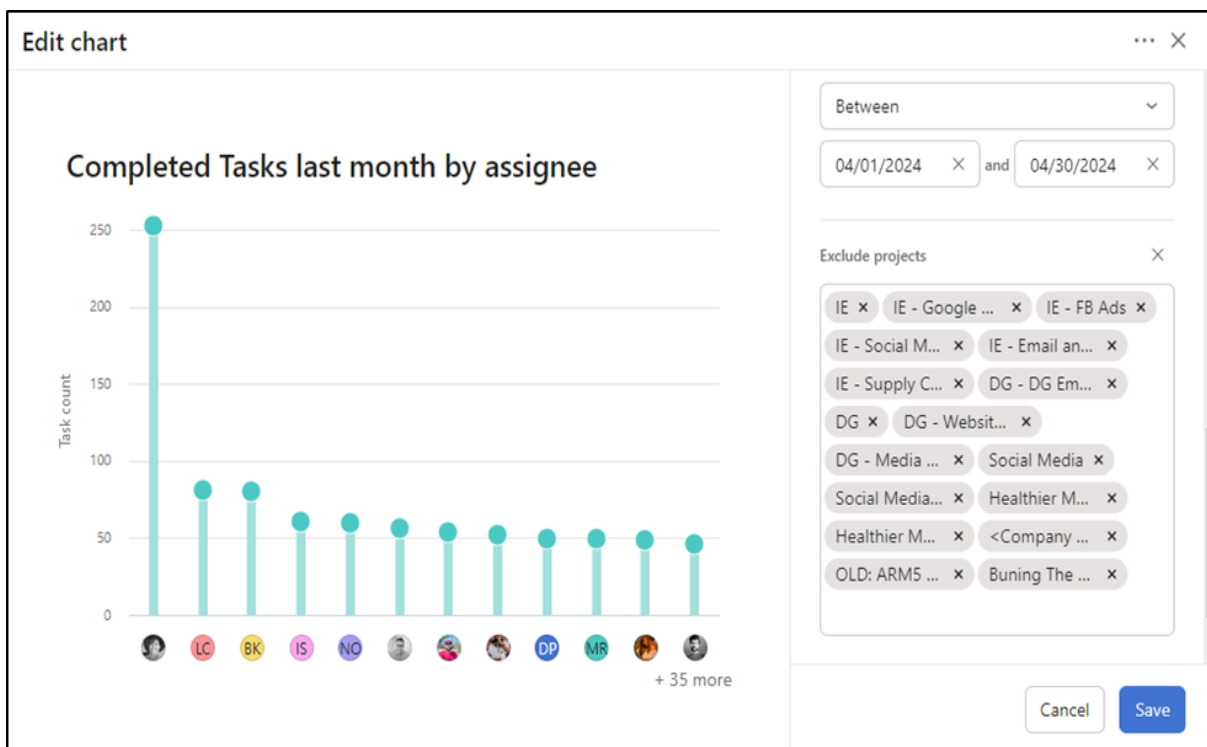 Edit chart
Completed Tasks last month by assignee
250
200
150
100
50
0
Task count
LC BK IS NO DP MR
+ 35 more
Between
04/01/2024 and 04/30/2024
Exclude projects
IE IE - Google ... IE - FB Ads
IE - Social M... IE - Email an...
IE - Supply C... DG - DG Em...
DG DG - Websit...
DG - Media ... Social Media
Social Media... Healthier M...
Healthier M... <Company ...
OLD: ARM5 ... Buning The ...
Cancel Save